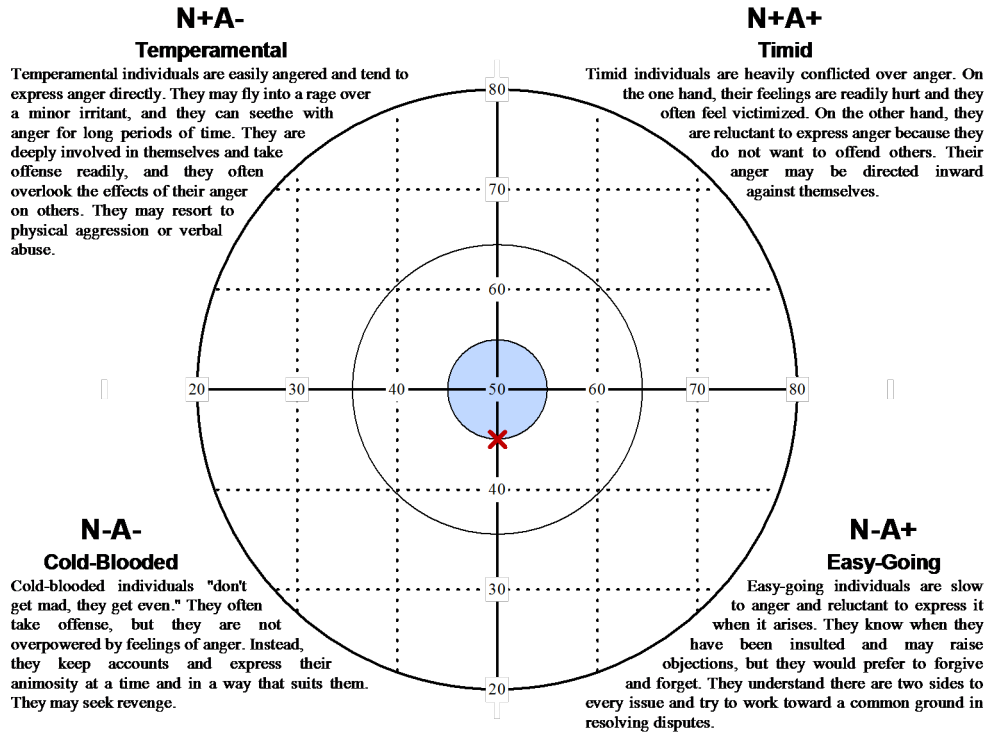 N+A-
Temperamental
Temperamental individuals are easily angered and tend to
express anger directly. They may fly into a rage over
a minor irritant, and they can seethe with
anger for long periods of time. They are
deeply involved in themselves and take
offense readily, and they often
overlook the effects of their anger
on others. They may resort to
physical aggression or verbal
abuse.
N+A+
Timid
Timid individuals are heavily conflicted over anger. On
the one hand, their feelings are readily hurt and they
often feel victimized. On the other hand, they
are reluctant to express anger because they
do not want to offend others. Their
anger may be directed inward
against themselves.
80
70
60
20 30 40 50 60 70 80
40
30
20
N-A-
Cold-Blooded
Cold-blooded individuals "don't
get mad, they get even." They often
take offense, but they are not
overpowered by feelings of anger. Instead,
they keep accounts and express their
animosity at a time and in a way that suits them.
They may seek revenge.
N-A+
Easy-Going
Easy-going individuals are slow
to anger and reluctant to express it
when it arises. They know when they
have been insulted and may raise
objections, but they would prefer to forgive
and forget. They understand there are two sides to
every issue and try to work toward a common ground in
resolving disputes.